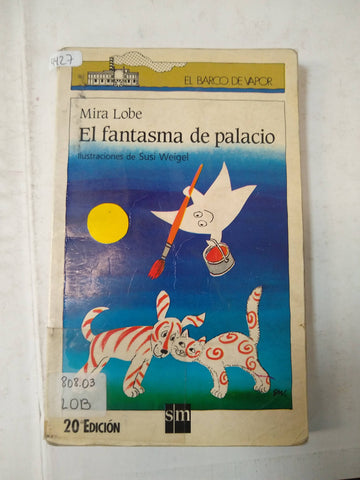 1427
EL BARCO DE VAPOR
Mira Lobe
El fantasma de palacio
Ilustraciones de Susi Weigel
808.03
LOB
20 EDICIÓN
sm